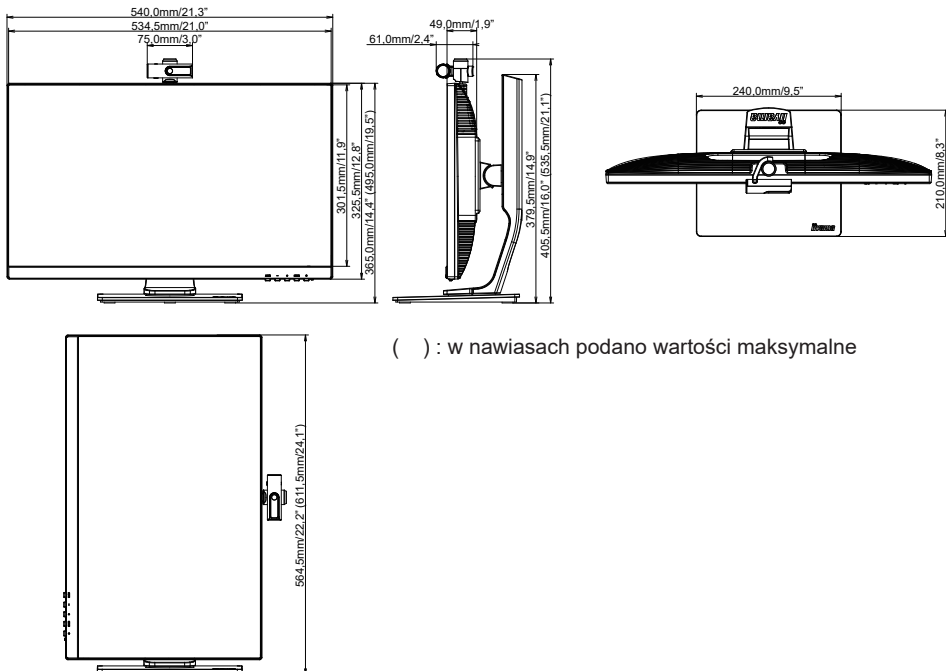 540,0mm/21,3”
534,5mm/21,0”
75,0mm/3,0”
301,5mm/11,9”
325,5mm/12,8”
365,0mm/14,4” (495,0mm/19,5”)
49,0mm/1,9”
61,0mm/2,4”
379,5mm/14,9”
405,5mm/16,0” (535,5mm/21,1”)
240,0mm/9,5”
210,0mm/8,3”
iiyama
iiyama
( ) : w nawiasach podano wartości maksymalne
564,5mm/22,2” (611,5mm/24,1”)